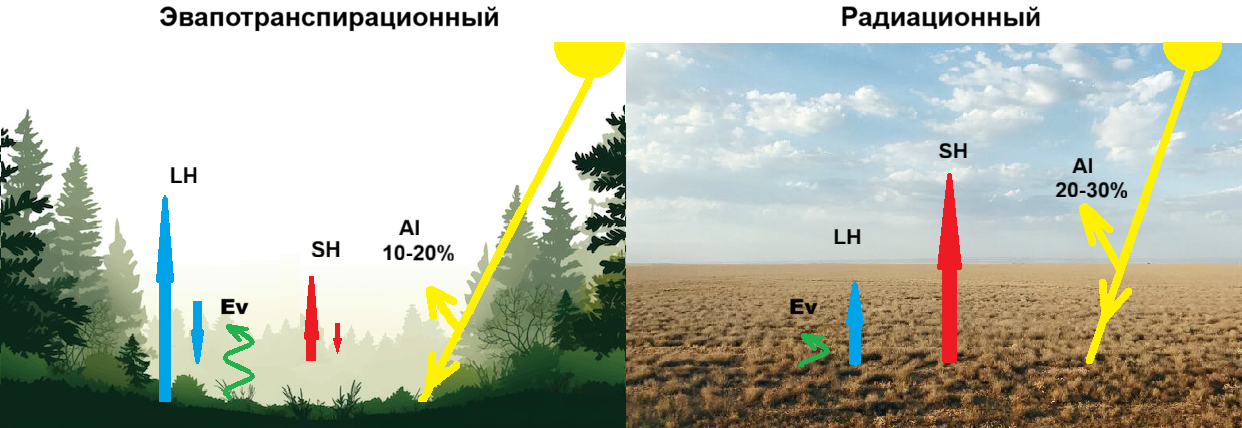 Эвапотранспирационный
LH
SH
Al
10-20%
Ev
Радиационный
SH
Al
20-30%
LH
Ev